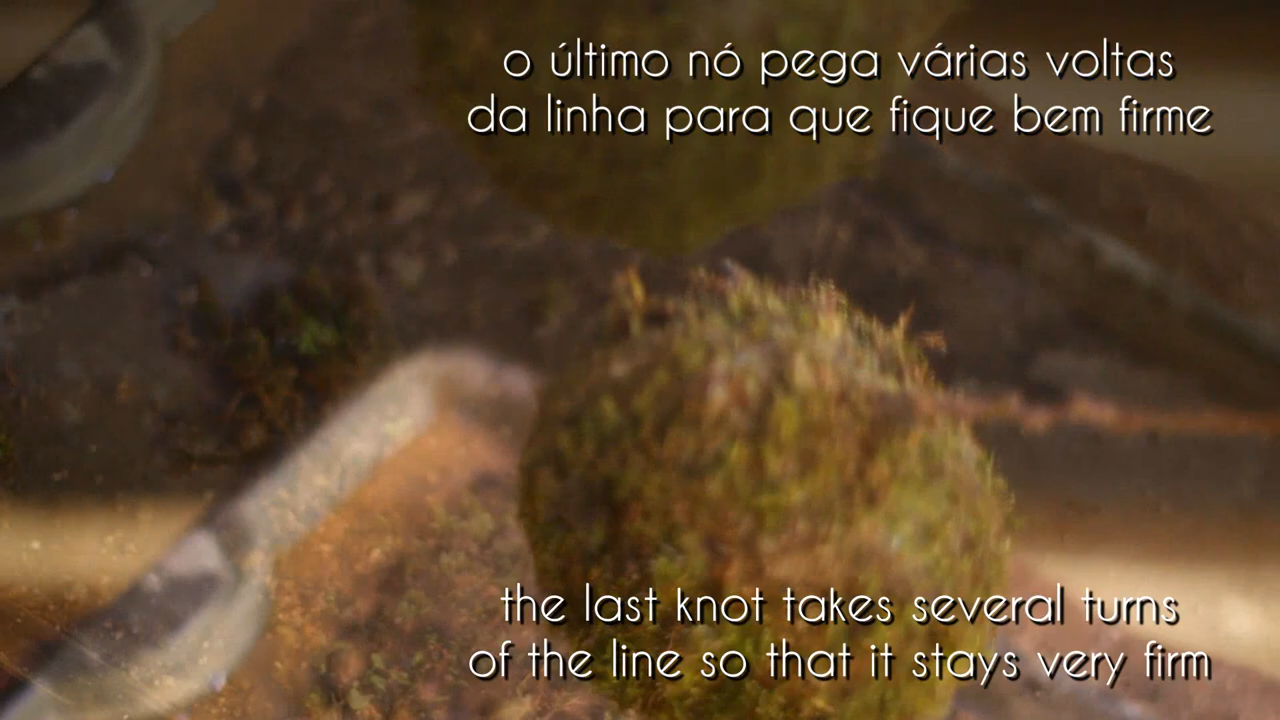 o último nó pega várias voltas
da linha para que fique bem firme
the last knot takes several turns
of the line so that it stays very firm